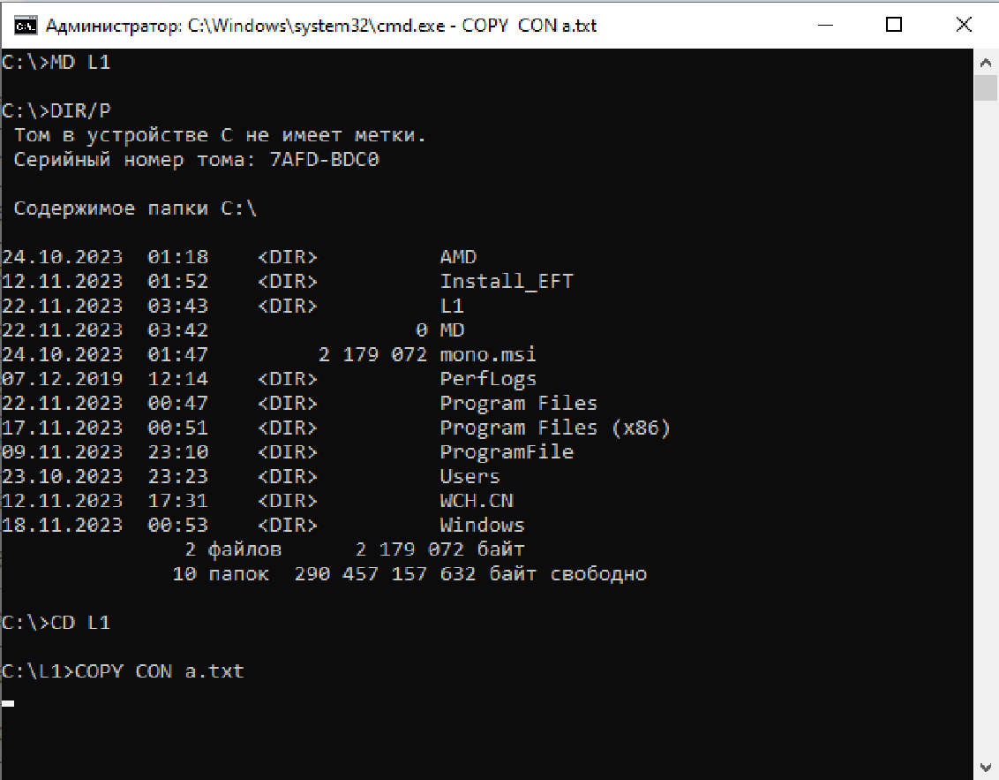 Администратор: C:\Windows\system32\cmd.exe - COPY  CON a.txt
C:\>MD L1
C:\>DIR/P
 Том в устройстве C не имеет метки.
 Серийный номер тома: 7AFD-BDC0
 Содержимое папки C:\
24.10.2023  01:18    <DIR>          AMD
12.11.2023  01:52    <DIR>          Install_EFT
22.11.2023  03:43    <DIR>          L1
22.11.2023  03:42                 0 MD
24.10.2023  01:47         2 179 072 mono.msi
07.12.2019  12:14    <DIR>          PerfLogs
22.11.2023  00:47    <DIR>          Program Files
17.11.2023  00:51    <DIR>          Program Files (x86)
09.11.2023  23:10    <DIR>          ProgramFile
23.10.2023  23:23    <DIR>          Users
12.11.2023  17:31    <DIR>          WCH.CN
18.11.2023  00:53    <DIR>          Windows
               2 файлов      2 179 072 байт
              10 папок  290 457 157 632 байт свободно
C:\>CD L1
C:\L1>COPY CON a.txt